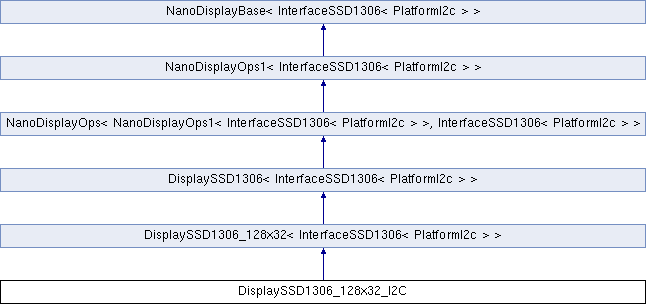 NanoDisplayBase< InterfaceSSD1306< PlatformI2c > >
NanoDisplayOps1< InterfaceSSD1306< PlatformI2c > >
NanoDisplayOps< NanoDisplayOps1< InterfaceSSD1306< PlatformI2c > >, InterfaceSSD1306< PlatformI2c > >
DisplaySSD1306< InterfaceSSD1306< PlatformI2c > >
DisplaySSD1306_128x32< InterfaceSSD1306< PlatformI2c > >
DisplaySSD1306_128x32_I2C